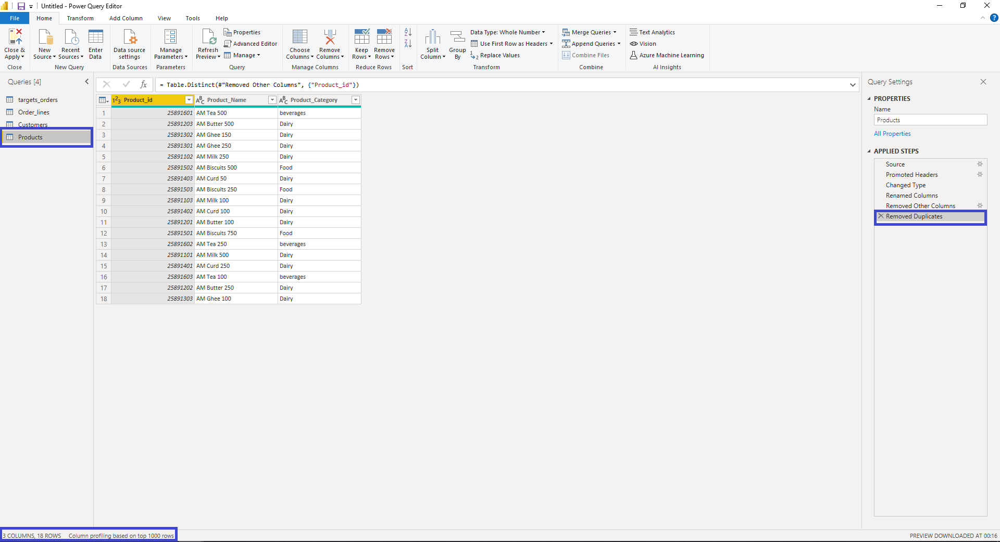 Untitled - Power Query Editor
File Home Transform Add Column View Tools Help
Close & Apply
Close
New Source
Recent Sources
Enter Data
New Query
Data source settings
Data Sources
Manage Parameters
Parameters
Refresh Preview
Properties
Advanced Editor
Manage
Query
Choose Columns
Remove Columns
Manage Columns
Keep Rows
Remove Rows
Reduce Rows
Sort
Split Column
Group By
Data Type: Whole Number
Use First Row as Headers
Replace Values
Transform
Merge Queries
Append Queries
Combine Files
Combine
Text Analytics
Vision
Azure Machine Learning
AI Insights
Queries [4]
targets_orders
Order_lines
Customers
Products
fx = Table.Distinct(#"Removed Other Columns", {"Product_id"})
Product_id Product_Name Product_Category
1 25891601 AM Tea 500 beverages
2 25891203 AM Butter 500 Dairy
3 25891302 AM Ghee 150 Dairy
4 25891301 AM Ghee 250 Dairy
5 25891102 AM Milk 250 Dairy
6 25891502 AM Biscuits 500 Food
7 25891403 AM Curd 50 Dairy
8 25891503 AM Biscuits 250 Food
9 25891103 AM Milk 100 Dairy
10 25891402 AM Curd 100 Dairy
11 25891201 AM Butter 100 Dairy
12 25891501 AM Biscuits 750 Food
13 25891602 AM Tea 250 beverages
14 25891101 AM Milk 500 Dairy
15 25891401 AM Curd 250 Dairy
16 25891603 AM Tea 100 beverages
17 25891202 AM Butter 250 Dairy
18 25891303 AM Ghee 100 Dairy
Query Settings
PROPERTIES
Name
Products
All Properties
APPLIED STEPS
Source
Promoted Headers
Changed Type
Renamed Columns
Removed Other Columns
Removed Duplicates
3 COLUMNS, 18 ROWS Column profiling based on top 1000 rows
PREVIEW DOWNLOADED AT 00:16